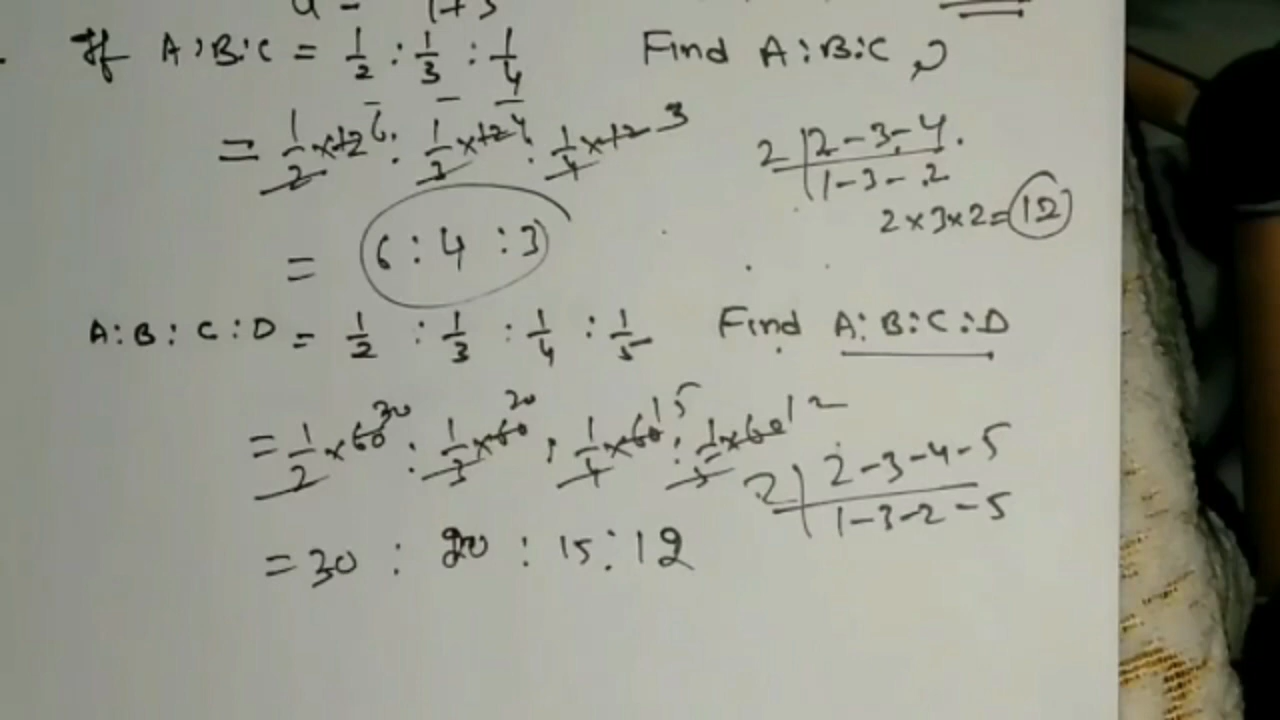 If A:B:C = 1/2 : 1/3 : 1/4 Find A:B:C
= 1/2 × 12 6 : 1/3 × 12 4 : 1/4 × 12 3
2 | 2 - 3 - 4
1 - 3 - 2
2 × 3 × 2 = 12
= 6 : 4 : 3
A : B : C : D = 1/2 : 1/3 : 1/4 : 1/5 Find A:B:C:D
= 1/2 × 60 30 : 1/3 × 60 20 : 1/4 × 60 15 : 1/5 × 60 12
2 | 2 - 3 - 4 - 5
1 - 3 - 2 - 5
= 30 : 20 : 15 : 12